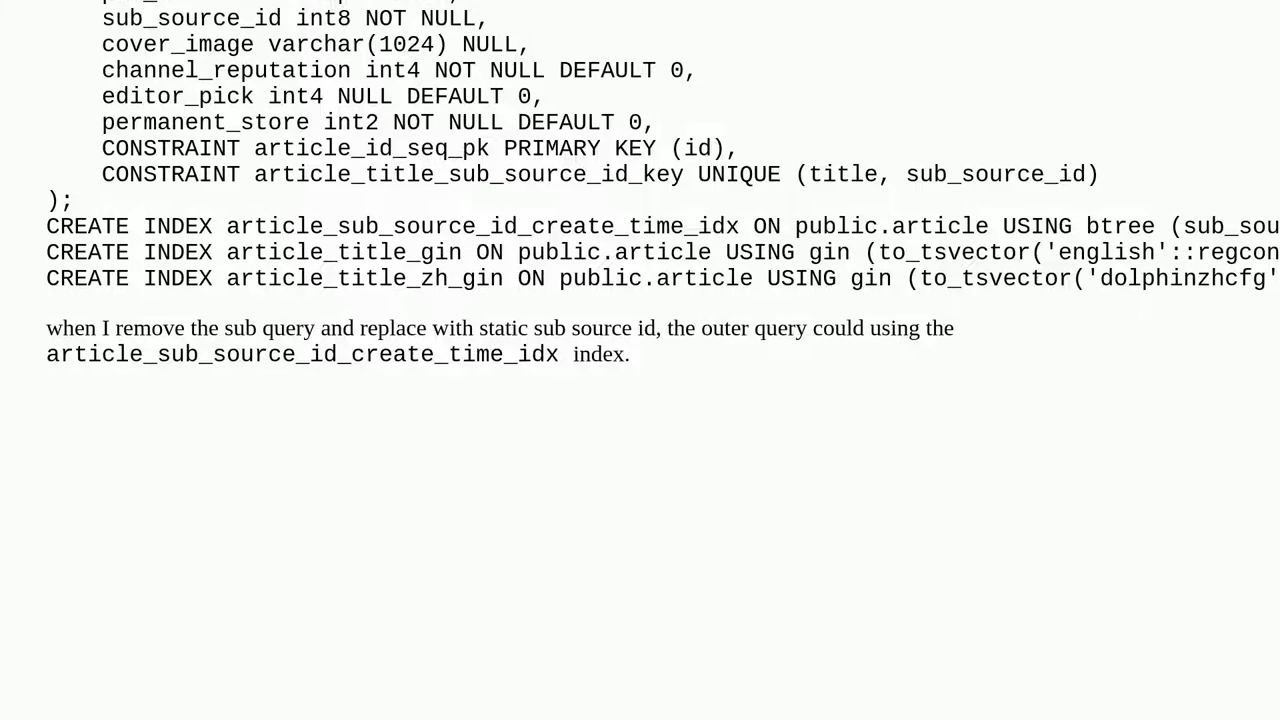 sub_source_id int8 NOT NULL,
cover_image varchar(1024) NULL,
channel_reputation int4 NOT NULL DEFAULT 0,
editor_pick int4 NULL DEFAULT 0,
permanent_store int2 NOT NULL DEFAULT 0,
CONSTRAINT article_id_seq_pk PRIMARY KEY (id),
CONSTRAINT article_title_sub_source_id_key UNIQUE (title, sub_source_id)
);
CREATE INDEX article_sub_source_id_create_time_idx ON public.article USING btree (sub_sou
CREATE INDEX article_title_gin ON public.article USING gin (to_tsvector('english'::regcon
CREATE INDEX article_title_zh_gin ON public.article USING gin (to_tsvector('dolphinzhcfg'
when I remove the sub query and replace with static sub source id, the outer query could using the
article_sub_source_id_create_time_idx index.